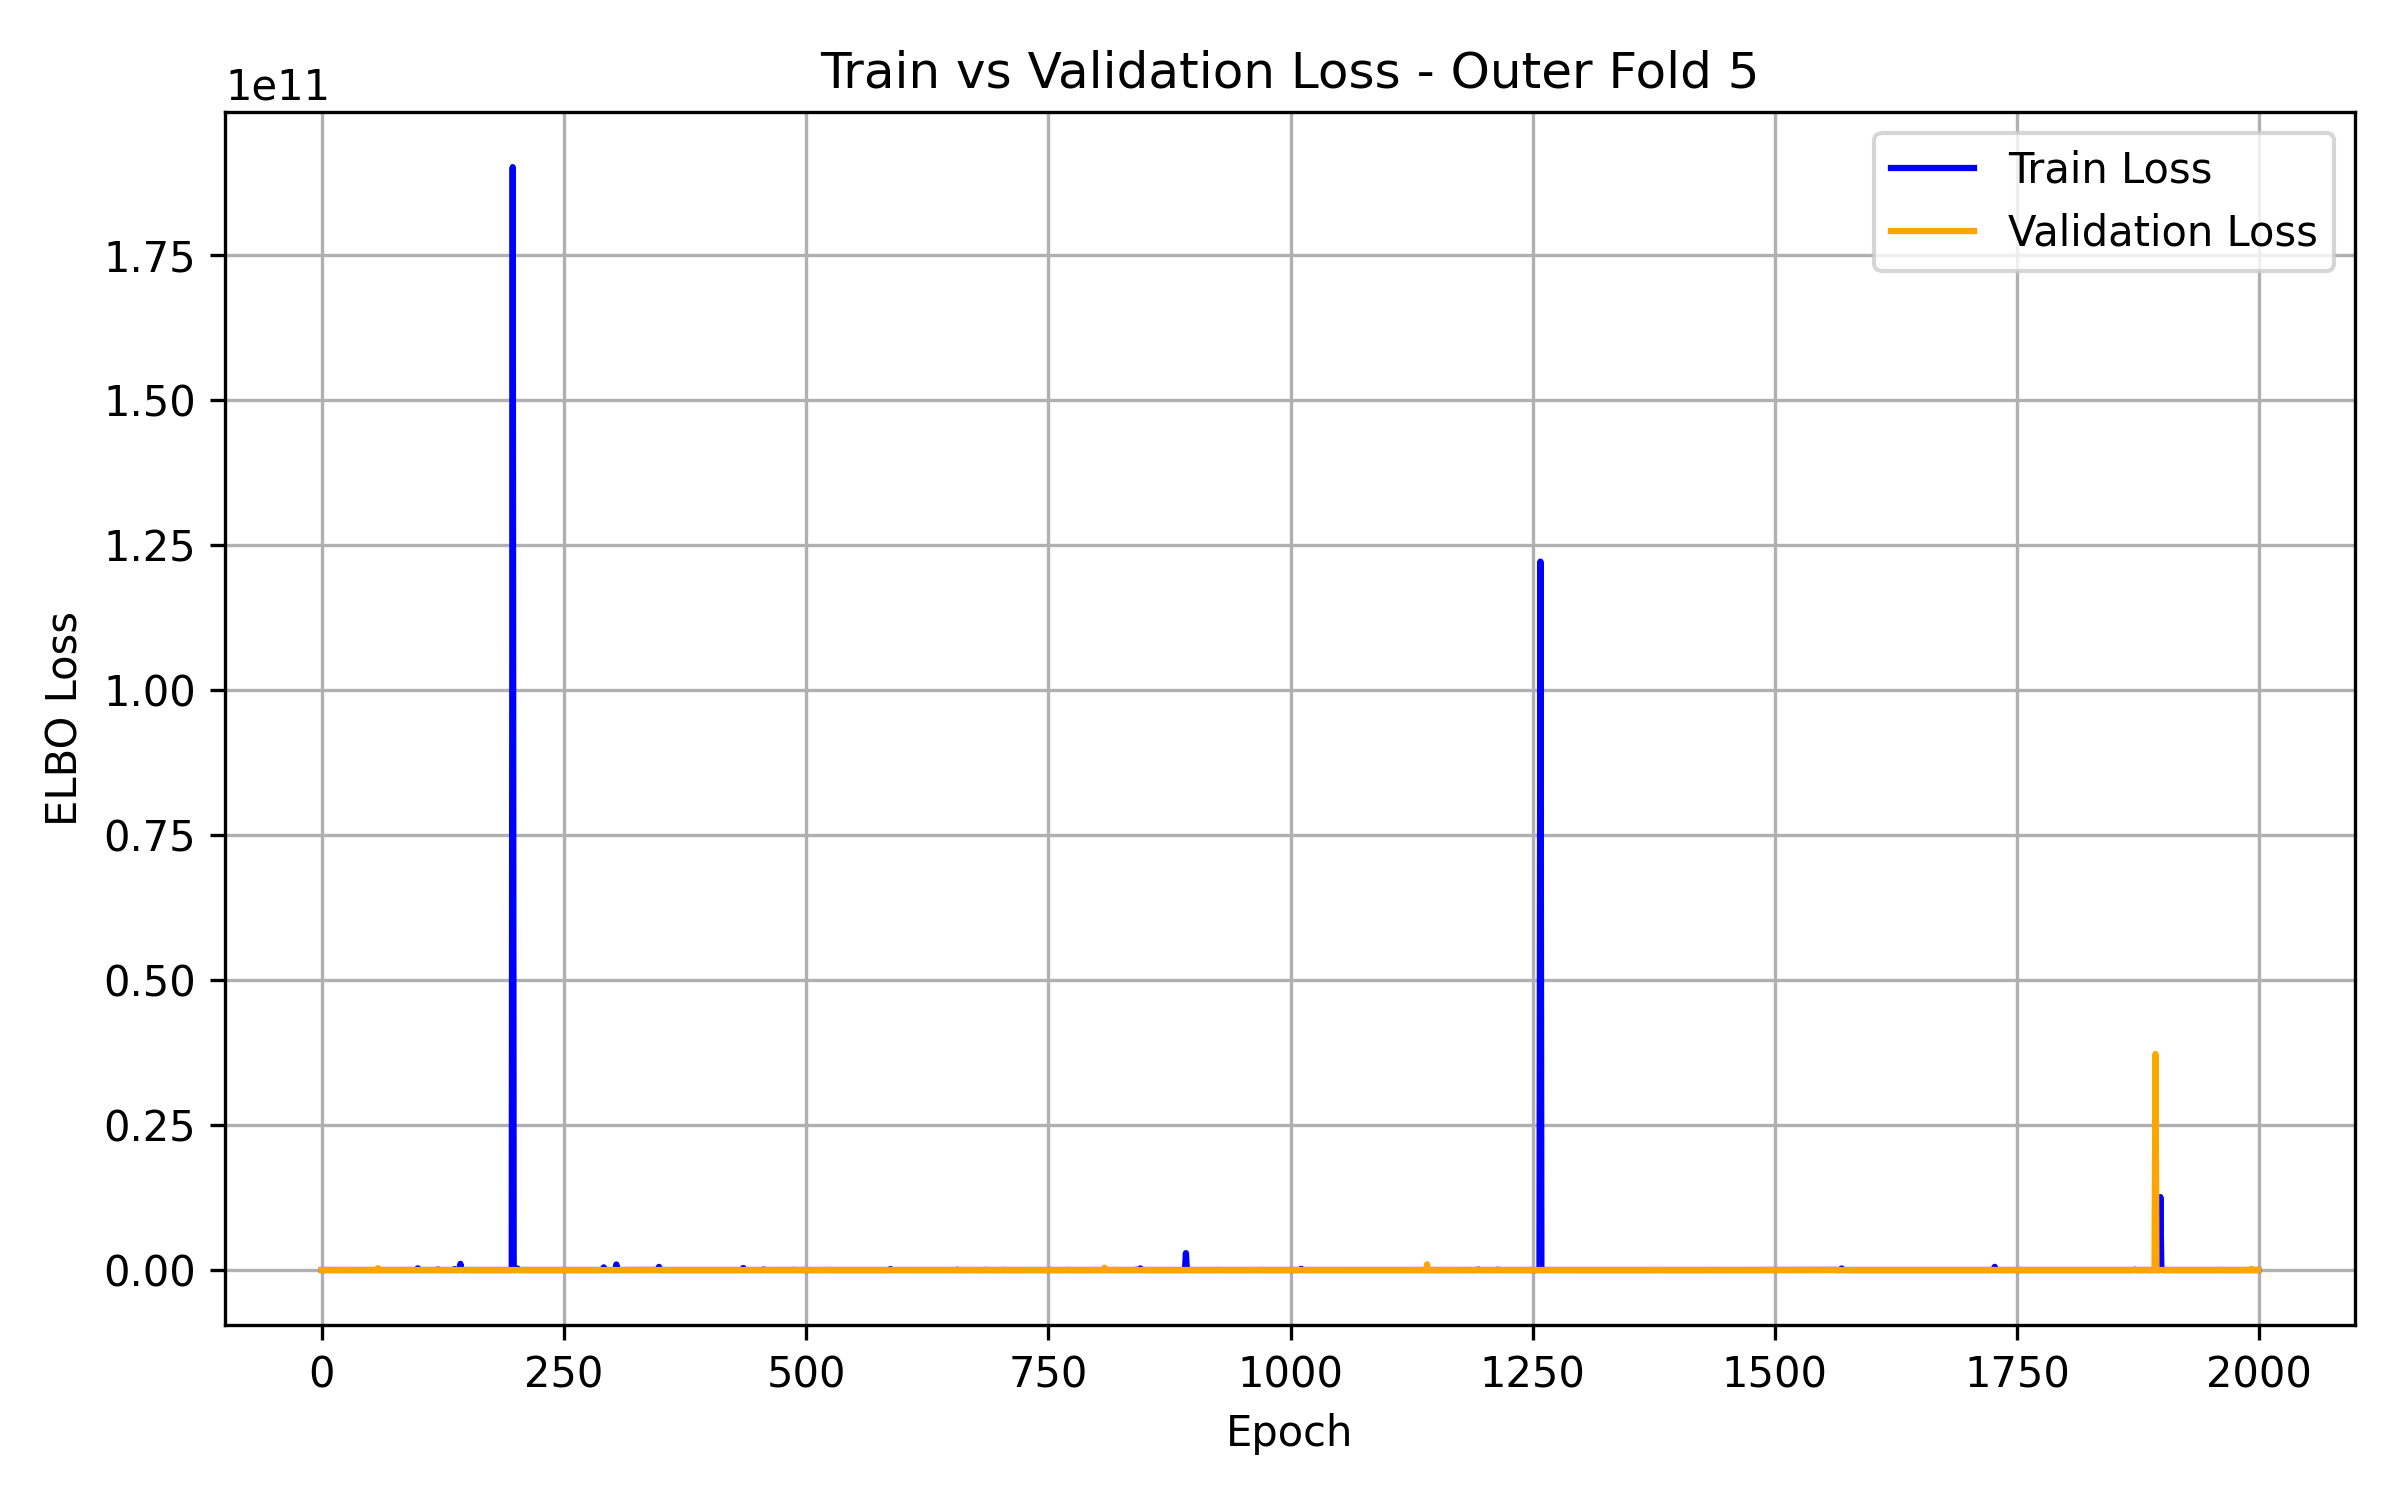 Train vs Validation Loss - Outer Fold 5
1e11
Train Loss
Validation Loss
1.75
1.50
1.25
1.00
0.75
0.50
0.25
0.00
ELBO Loss
0 250 500 750 1000 1250 1500 1750 2000
Epoch